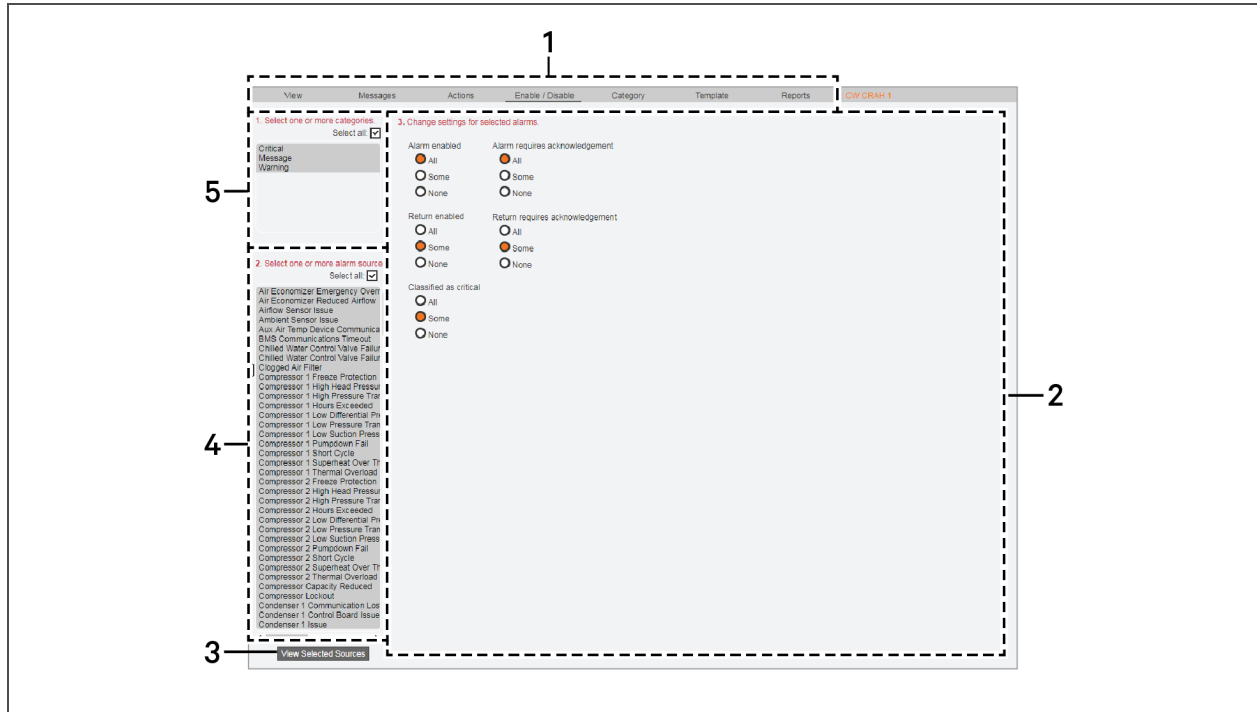 1
View Messages Actions Enable / Disable Category Template Reports CW CRAH 1
1. Select one or more categories.
Select all:
Critical
Message
Warning
5
2. Select one or more alarm source
Select all:
Air Economizer Emergency Overr
Air Economizer Reduced Airflow
Airflow Sensor Issue
Ambient Sensor Issue
Aux Air Temp Device Communica
BMS Communications Timeout
Chilled Water Control Valve Failur
Chilled Water Control Valve Failur
Clogged Air Filter
Compressor 1 Freeze Protection
Compressor 1 High Head Pressur
Compressor 1 High Pressure Tran
Compressor 1 Hours Exceeded
Compressor 1 Low Differential Pre
Compressor 1 Low Pressure Tran
Compressor 1 Low Suction Press
Compressor 1 Pumpdown Fail
Compressor 1 Short Cycle
Compressor 1 Superheat Over Th
Compressor 1 Thermal Overload
Compressor 2 Freeze Protection
Compressor 2 High Head Pressur
Compressor 2 High Pressure Tran
Compressor 2 Hours Exceeded
Compressor 2 Low Differential Pre
Compressor 2 Low Pressure Tran
Compressor 2 Low Suction Press
Compressor 2 Pumpdown Fail
Compressor 2 Short Cycle
Compressor 2 Superheat Over Th
Compressor 2 Thermal Overload
Compressor Capacity Reduced
Compressor Lockout
Condenser 1 Communication Los
Condenser 1 Control Board Issue
Condenser 1 Issue
4
3
View Selected Sources
3. Change settings for selected alarms.
Alarm enabled Alarm requires acknowledgement
All All
Some Some
None None
Return enabled Return requires acknowledgement
All All
Some Some
None None
Classified as critical
All
Some
None
2